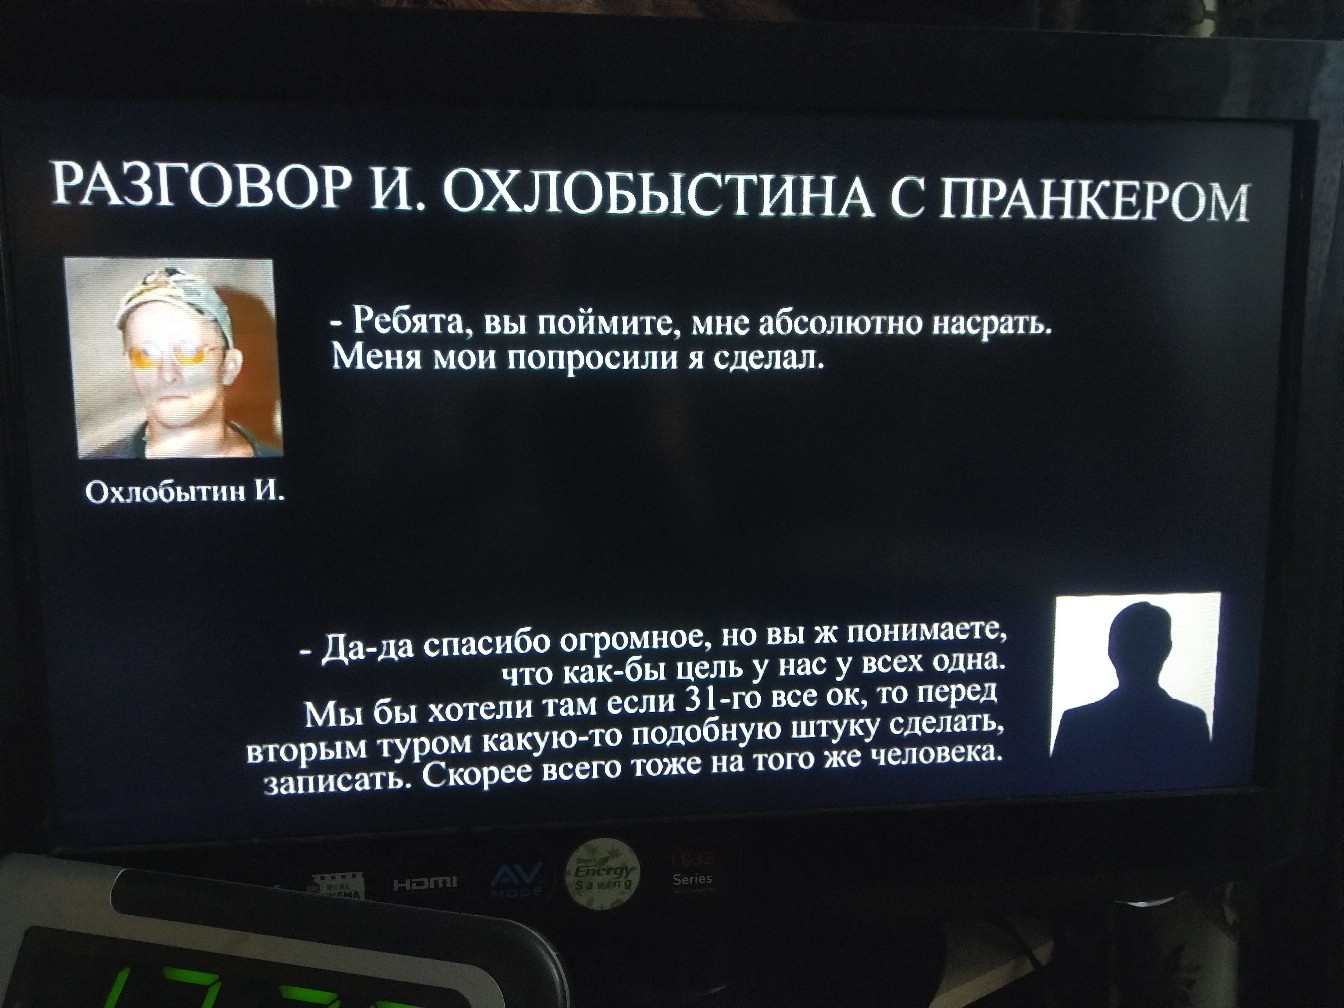 РАЗГОВОР И. ОХЛОБЫСТИНА С ПРАНКЕРОМ
- Ребята, вы поймите, мне абсолютно насрать.
Меня мои попросили я сделал.
Охлобытин И.
- Да-да спасибо огромное, но вы ж понимаете,
что как-бы цель у нас у всех одна.
Мы бы хотели там если 31-го все ок, то перед
вторым туром какую-то подобную штуку сделать,
записать. Скорее всего тоже на того же человека.
HDMI
AV
MODE
Energy
Saving
LC32
Series